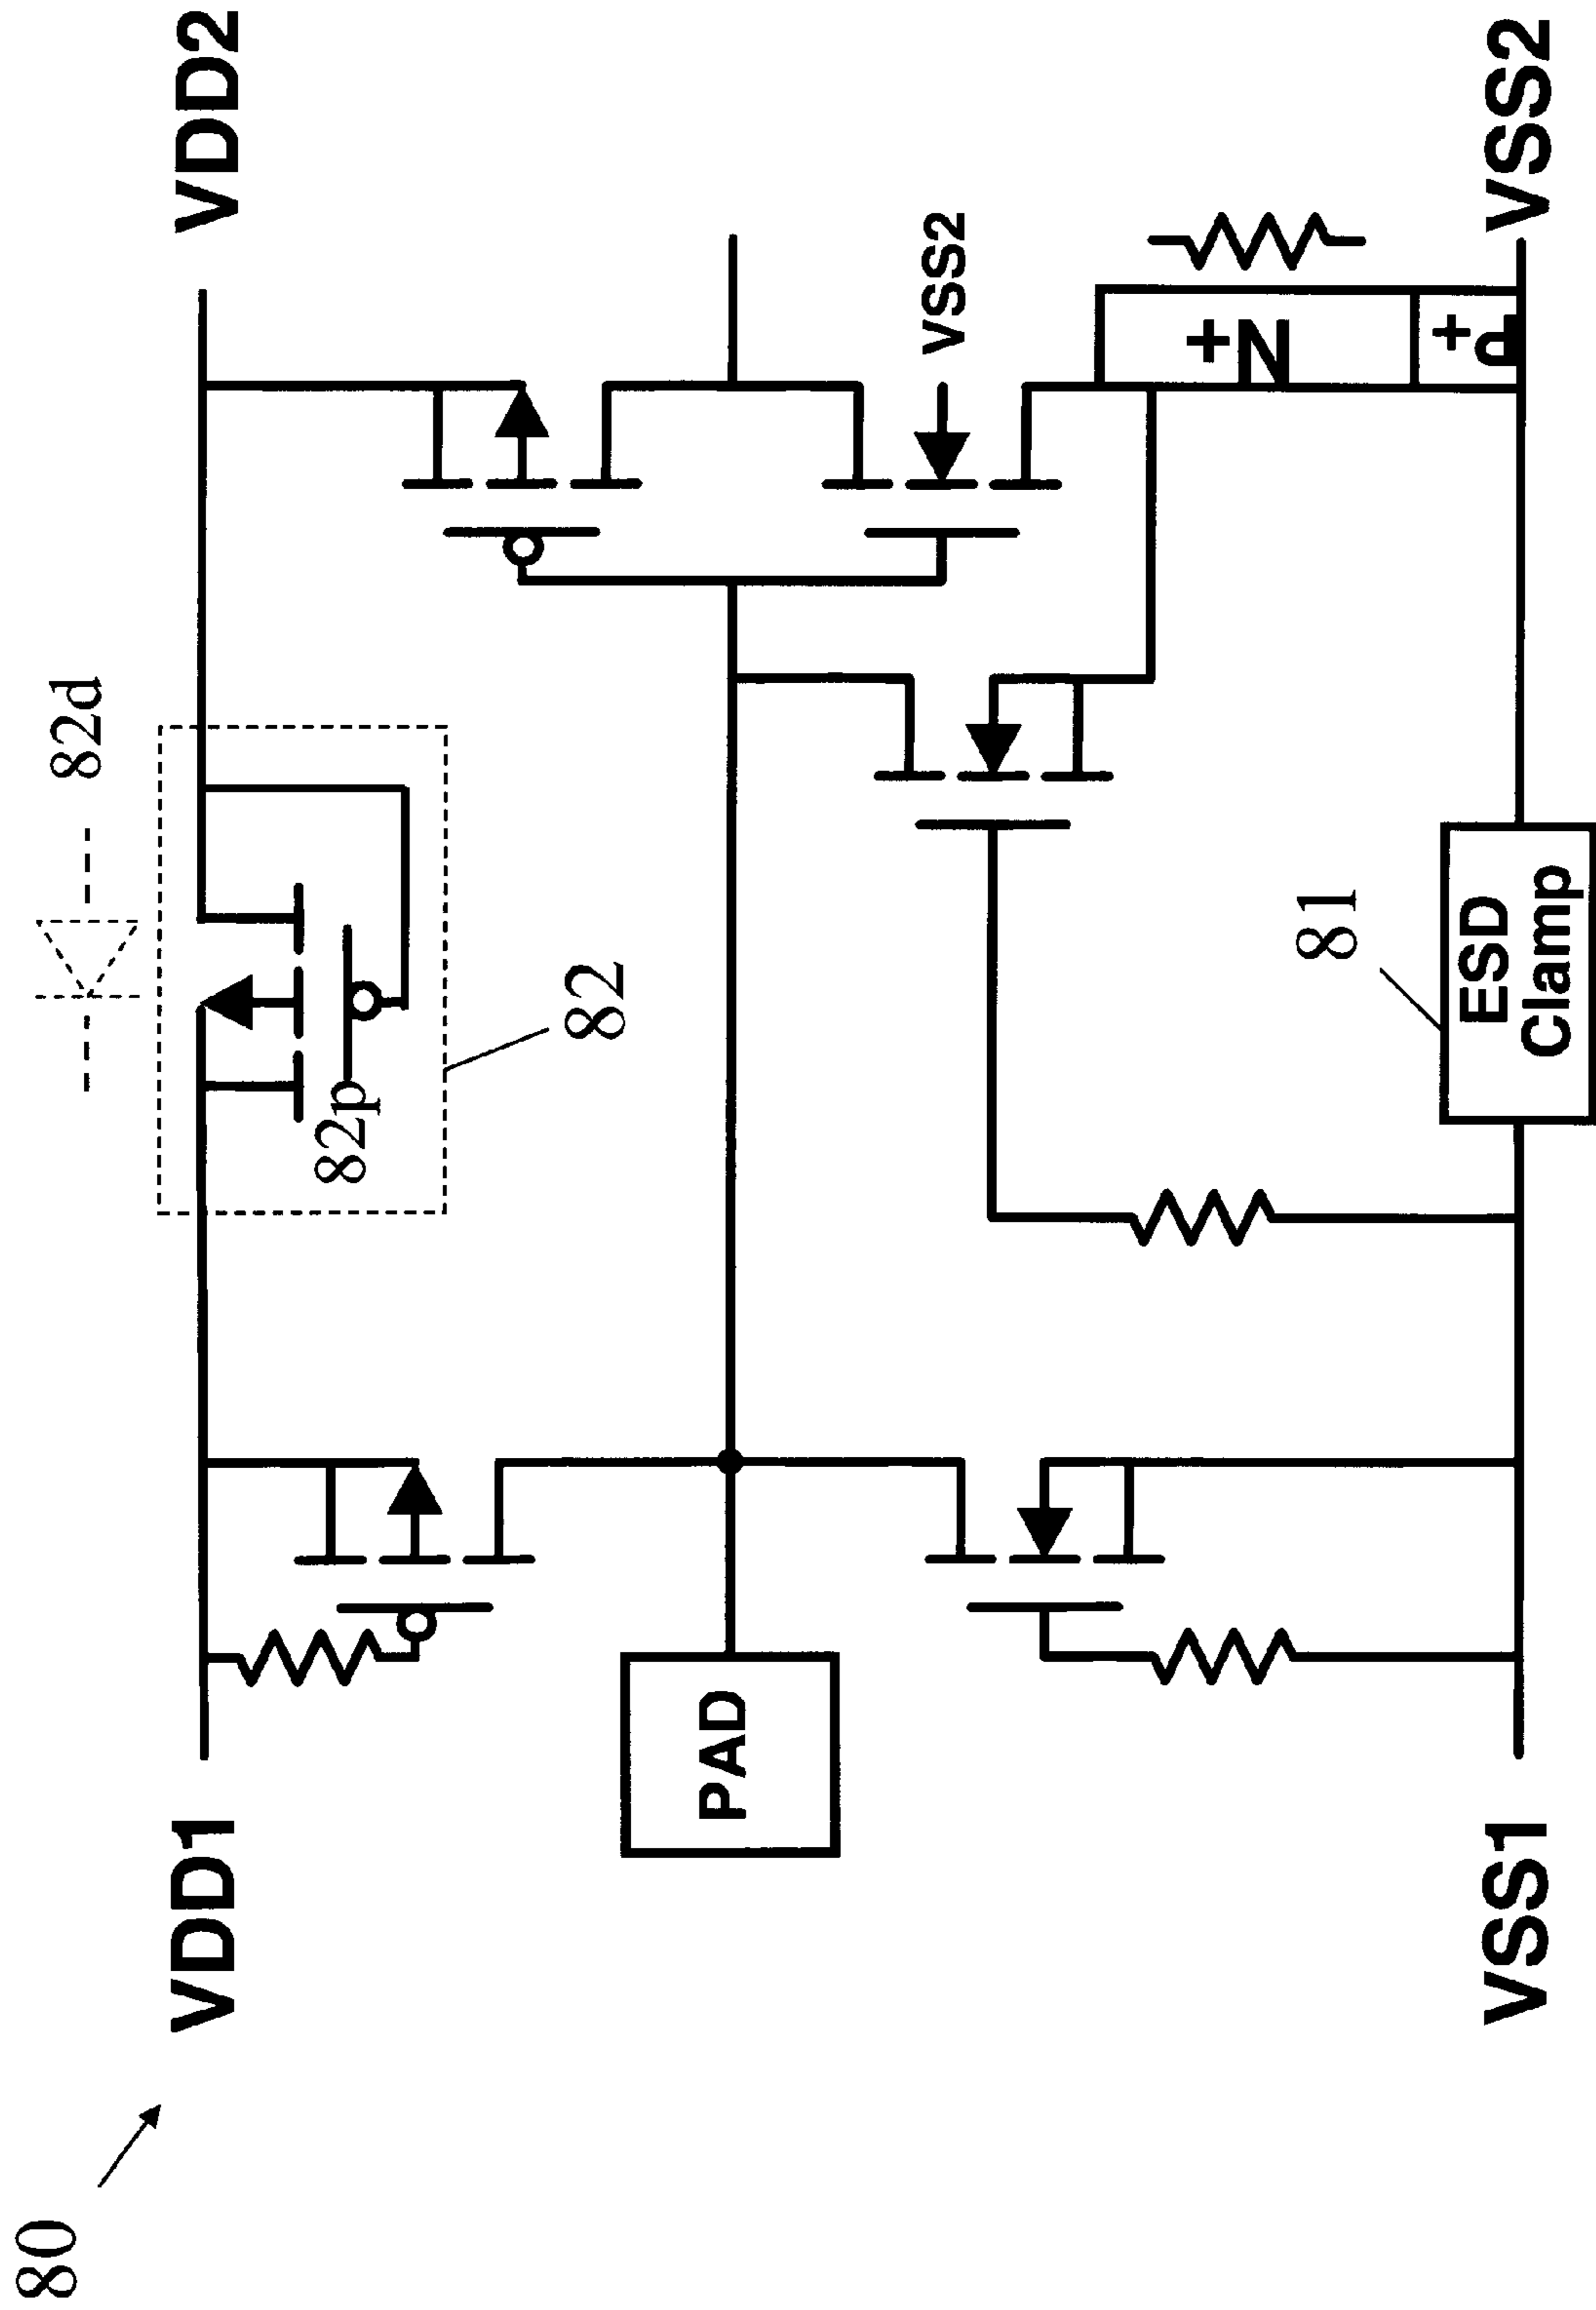 80
82d
VDD1
VDD2
82p
82
PAD
VSS2
N+
81
P+
ESD
Clamp
VSS1
VSS2